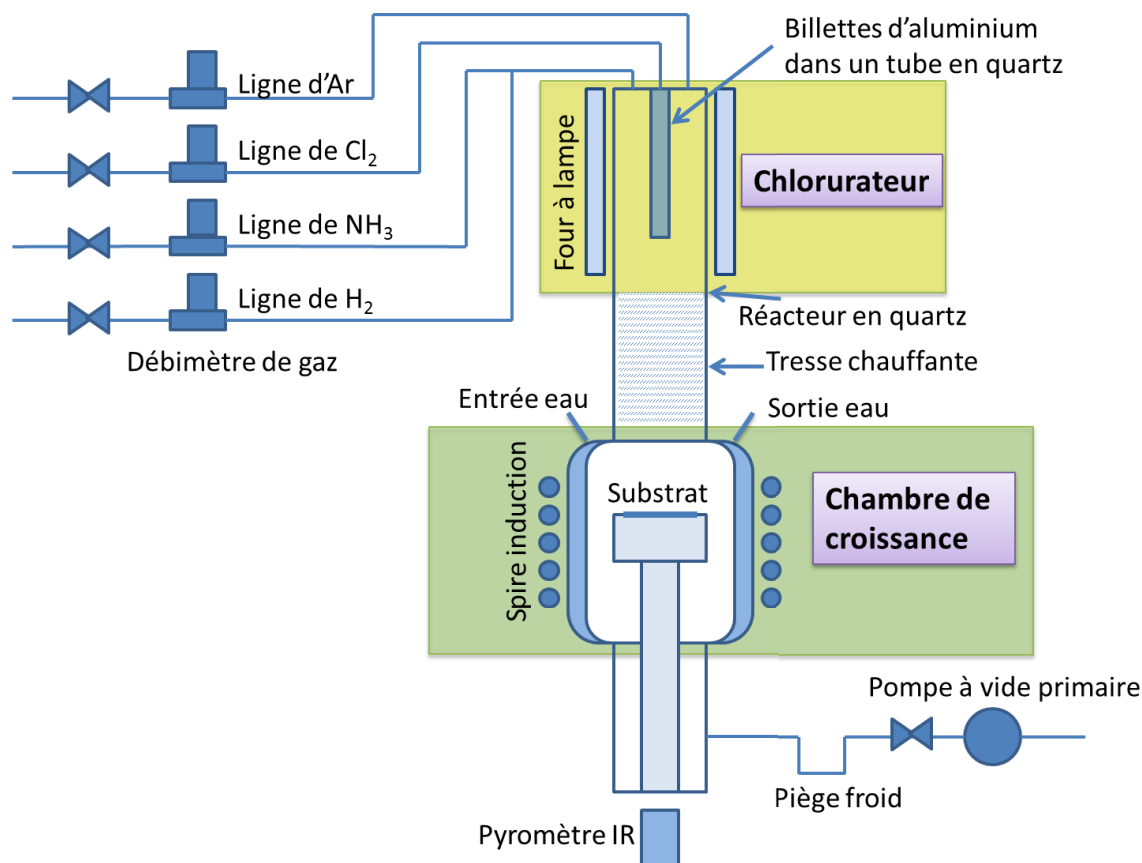 Billettes d'aluminium
dans un tube en quartz
Ligne d'Ar
Ligne de Cl₂
Ligne de NH₃
Ligne de H₂
Débimètre de gaz
Four à lampe
Chlorurateur
Réacteur en quartz
Tresse chauffante
Entrée eau
Sortie eau
Spire induction
Substrat
Chambre de
croissance
Pompe à vide primaire
Piège froid
Pyromètre IR